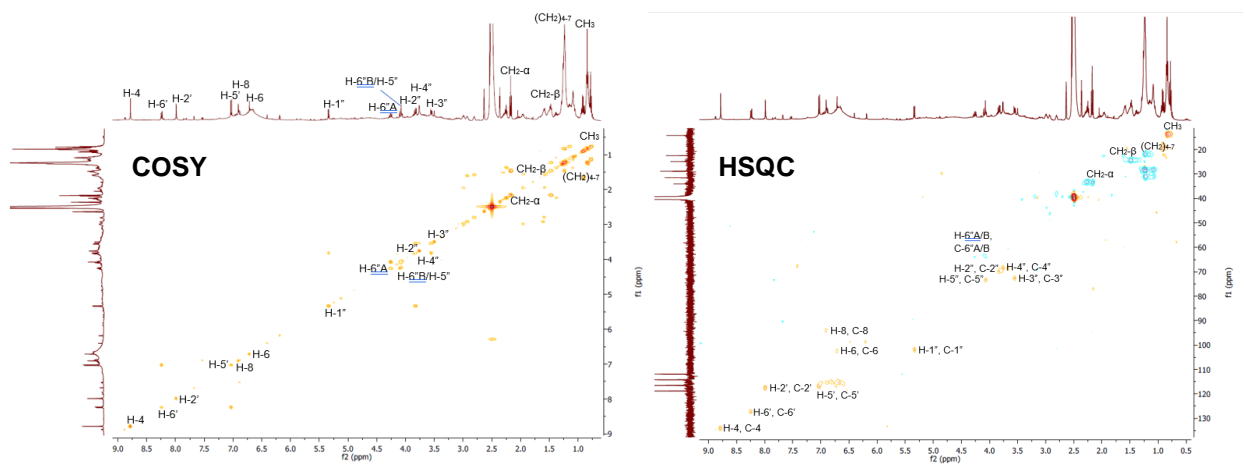 (CH₂)₄₋₇
CH₃
H-4
H-6'
H-2'
H-5'
H-8
H-6
H-1"
H-6"B/H-5"
H-6"A
H-2"
H-4"
H-3"
CH₂-α
CH₂-β
COSY
CH₃
CH₂-β
(CH₂)₄₋₇
CH₂-α
H-3"
H-2"
H-4"
H-6"A
H-6"B/H-5"
H-1"
H-6
H-5'
H-8
H-2'
H-4
H-6'
1
2
3
4
5
6
7
8
9
f1 (ppm)
9.0 8.5 8.0 7.5 7.0 6.5 6.0 5.5 5.0 4.5 4.0 3.5 3.0 2.5 2.0 1.5 1.0
f2 (ppm)
HSQC
CH₃
CH₂-β
(CH₂)₄₋₇
CH₂-α
H-6"A/B,
C-6"A/B
H-2", C-2"
H-4", C-4"
H-5", C-5"
H-3", C-3"
H-8, C-8
H-6, C-6
H-1", C-1"
H-2', C-2'
H-5', C-5'
H-6', C-6'
H-4, C-4
20
30
40
50
60
70
80
90
100
110
120
130
f1 (ppm)
9.0 8.5 8.0 7.5 7.0 6.5 6.0 5.5 5.0 4.5 4.0 3.5 3.0 2.5 2.0 1.5 1.0 0.5
f2 (ppm)